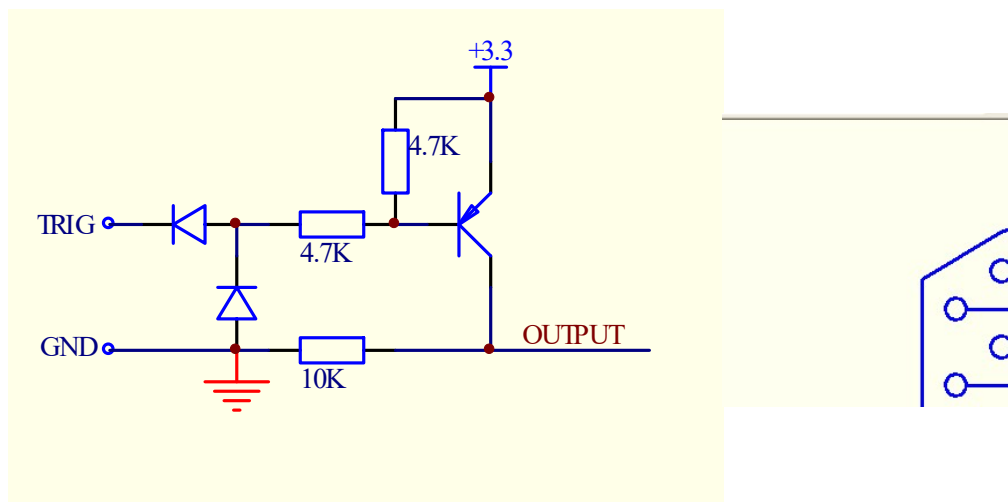 +3.3
4.7K
TRIG
4.7K
GND
OUTPUT
10K